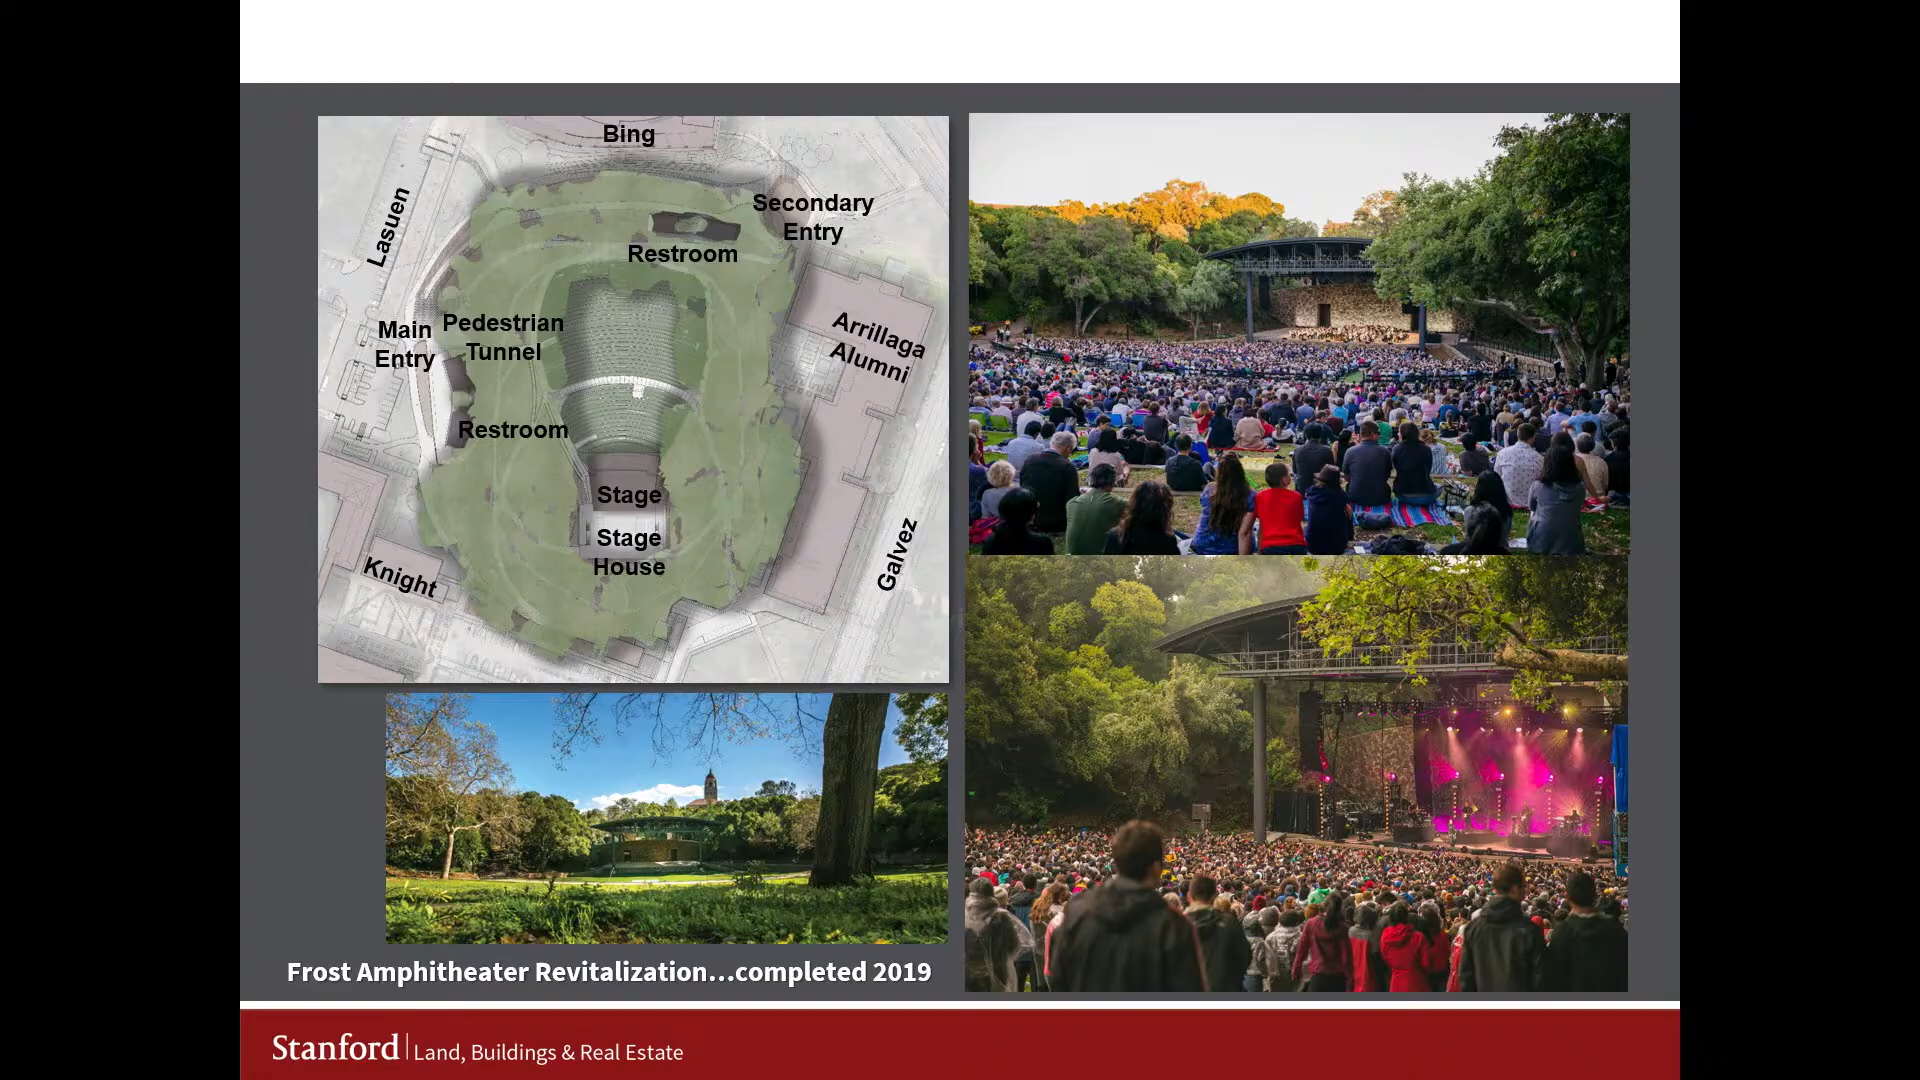 Bing
Lasuen
Secondary
Entry
Restroom
Main
Entry
Pedestrian
Tunnel
Arrillaga
Alumni
Restroom
Stage
Stage
House
Knight
Galvez
Frost Amphitheater Revitalization...completed 2019
Stanford | Land, Buildings & Real Estate